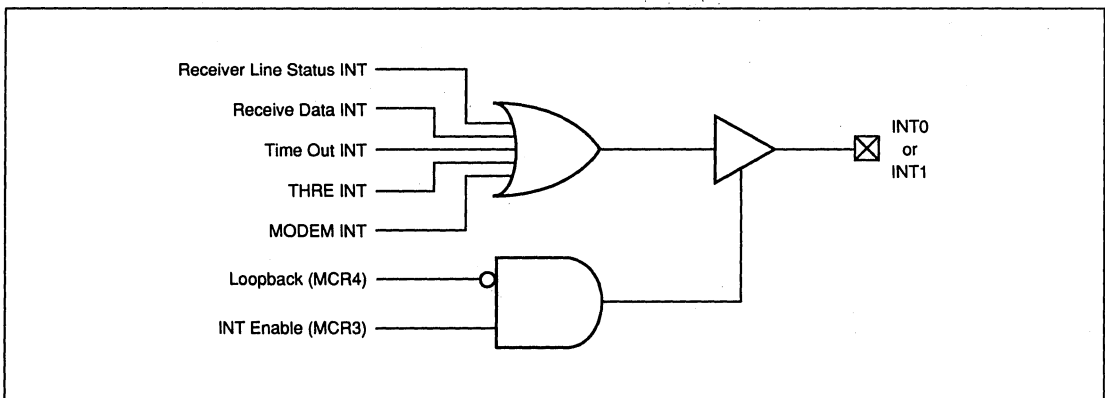 Receiver Line Status INT
Receive Data INT
Time Out INT
THRE INT
MODEM INT
Loopback (MCR4)
INT Enable (MCR3)
INT0
or
INT1